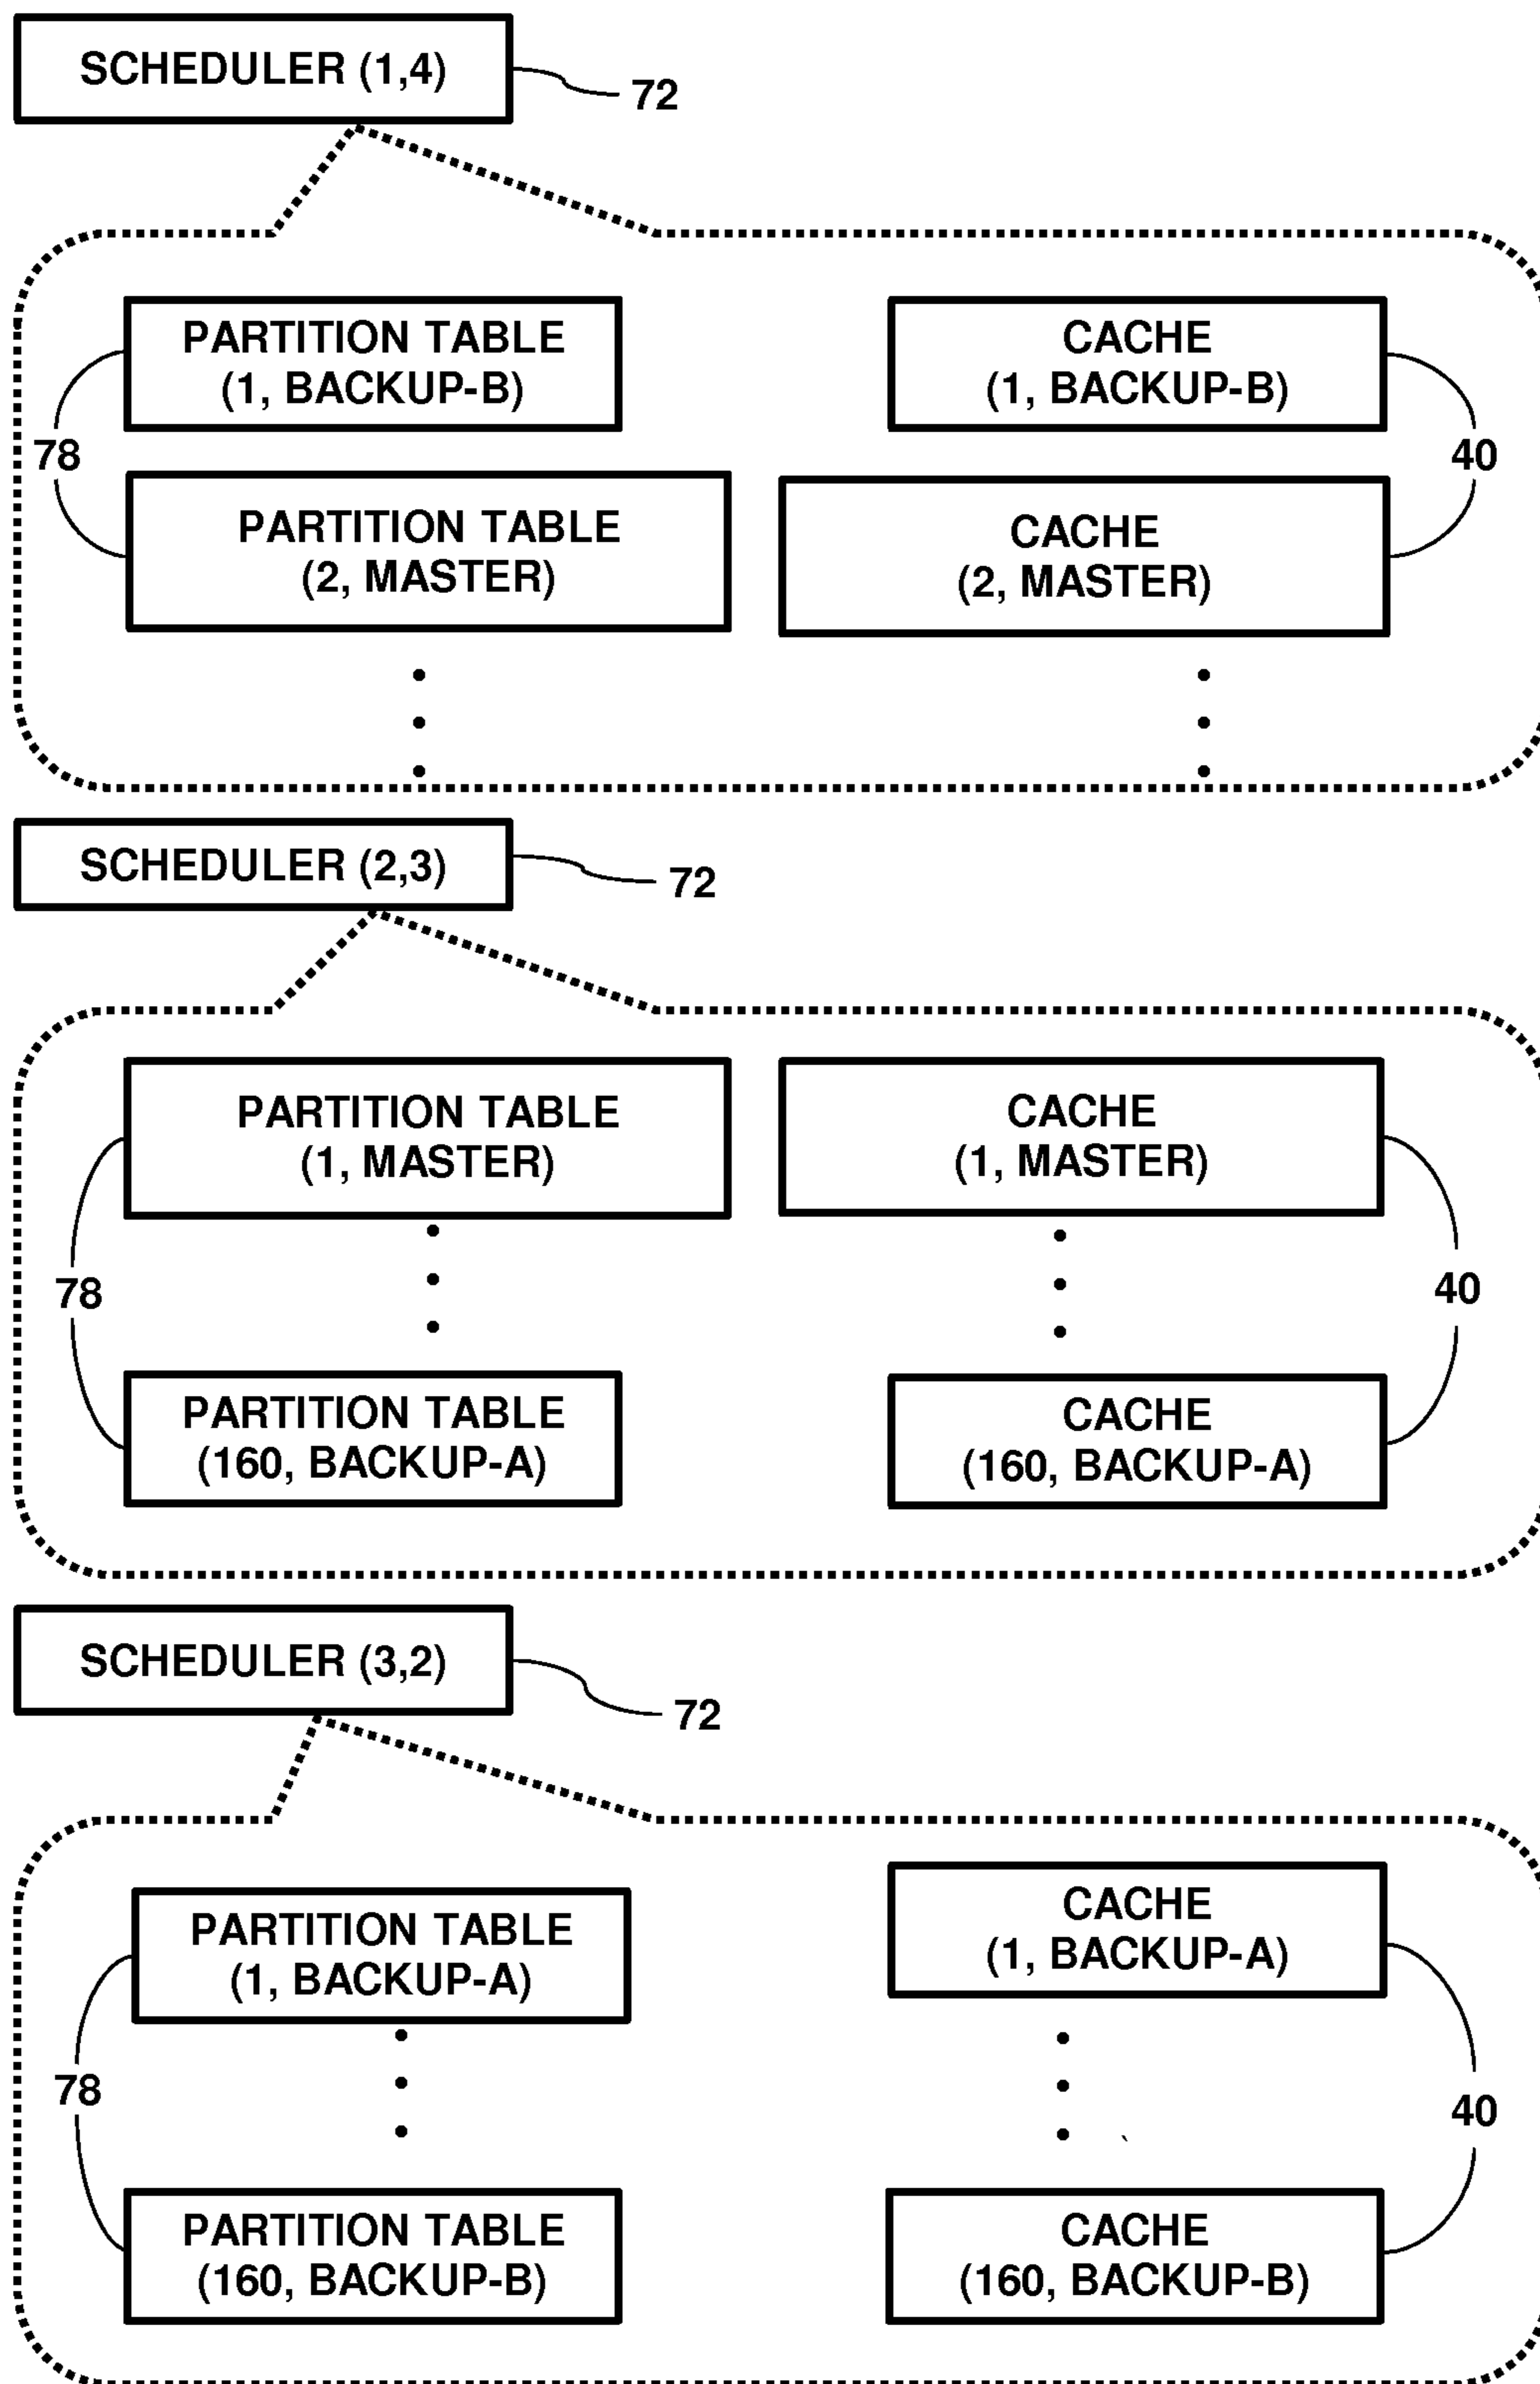 SCHEDULER (1,4)
72
PARTITION TABLE
(1, BACKUP-B)
CACHE
(1, BACKUP-B)
78
40
PARTITION TABLE
(2, MASTER)
CACHE
(2, MASTER)
SCHEDULER (2,3)
72
PARTITION TABLE
(1, MASTER)
CACHE
(1, MASTER)
78
40
PARTITION TABLE
(160, BACKUP-A)
CACHE
(160, BACKUP-A)
SCHEDULER (3,2)
72
PARTITION TABLE
(1, BACKUP-A)
CACHE
(1, BACKUP-A)
78
40
PARTITION TABLE
(160, BACKUP-B)
CACHE
(160, BACKUP-B)